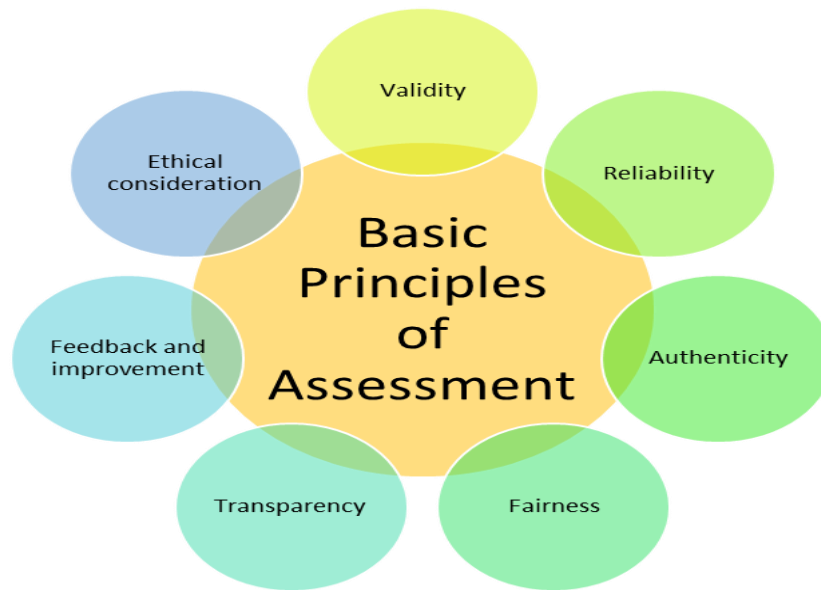 Basic
Principles
of
Assessment
Validity
Reliability
Authenticity
Fairness
Transparency
Feedback and
improvement
Ethical
consideration